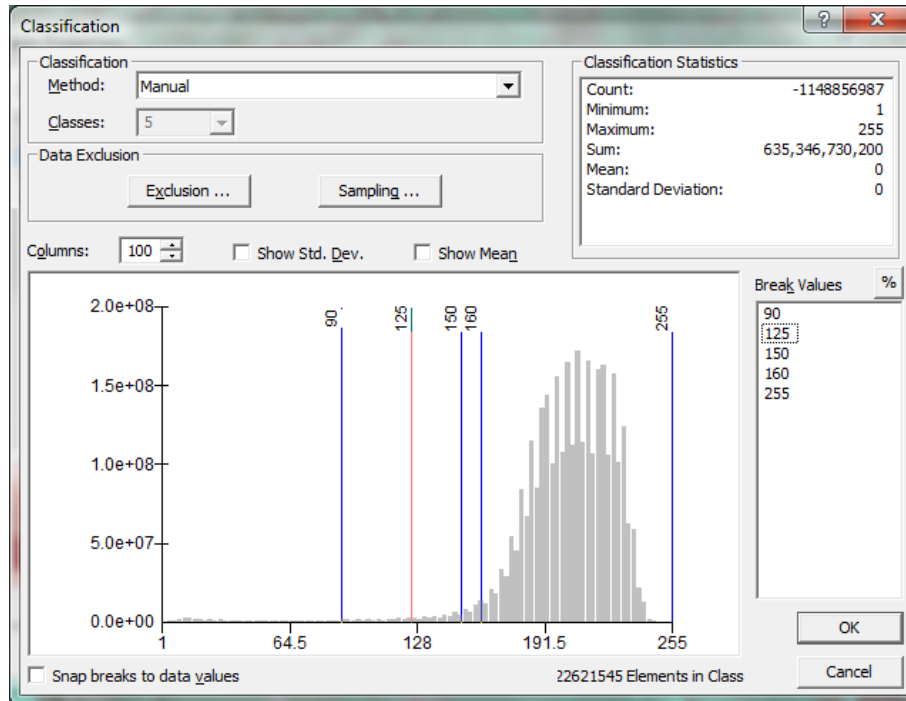 Classification
Classification
Method: Manual
Classes: 5
Data Exclusion
Exclusion ...
Sampling ...
Classification Statistics
Count: -1148856987
Minimum: 1
Maximum: 255
Sum: 635,346,730,200
Mean: 0
Standard Deviation: 0
Columns: 100
Show Std. Dev.
Show Mean
Break Values
%
90
125
150
160
255
2.0e+08
1.5e+08
1.0e+08
5.0e+07
0.0e+00
90
125
150
160
255
1 64.5 128 191.5 255
Snap breaks to data values
22621545 Elements in Class
OK
Cancel